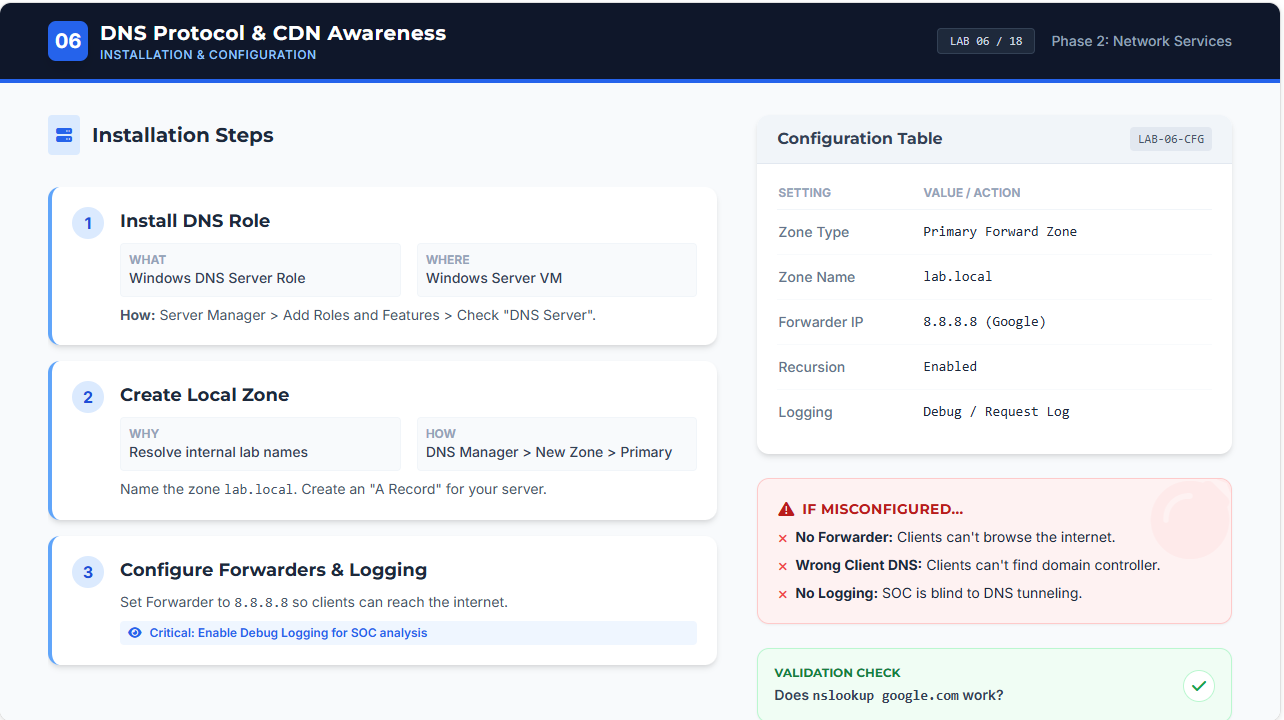 06
DNS Protocol & CDN Awareness
INSTALLATION & CONFIGURATION
LAB 06 / 18
Phase 2: Network Services
Installation Steps
1
Install DNS Role
WHAT
Windows DNS Server Role
WHERE
Windows Server VM
How: Server Manager > Add Roles and Features > Check "DNS Server".
2
Create Local Zone
WHY
Resolve internal lab names
HOW
DNS Manager > New Zone > Primary
Name the zone lab.local. Create an "A Record" for your server.
3
Configure Forwarders & Logging
Set Forwarder to 8.8.8.8 so clients can reach the internet.
Critical: Enable Debug Logging for SOC analysis
Configuration Table
LAB-06-CFG
SETTING VALUE / ACTION
Zone Type Primary Forward Zone
Zone Name lab.local
Forwarder IP 8.8.8.8 (Google)
Recursion Enabled
Logging Debug / Request Log
IF MISCONFIGURED...
× No Forwarder: Clients can't browse the internet.
× Wrong Client DNS: Clients can't find domain controller.
× No Logging: SOC is blind to DNS tunneling.
VALIDATION CHECK
Does nslookup google.com work?